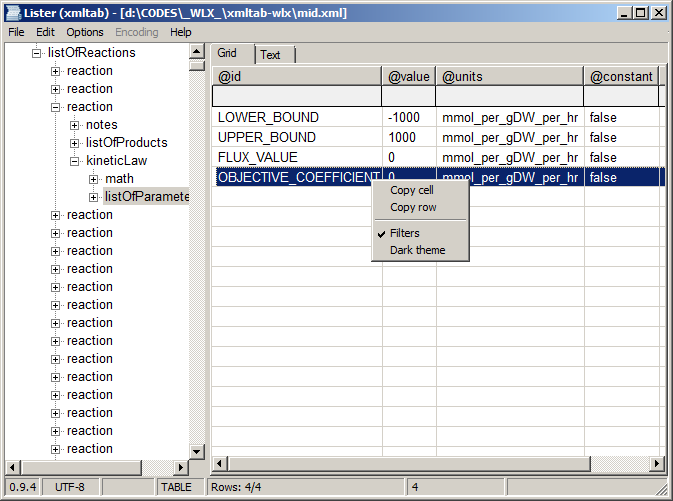 Lister (xmltab) - [d:\CODES\_WLX_\xmltab-wlx\mid.xml]
File Edit Options Encoding Help
listOfReactions
reaction
reaction
reaction
notes
listOfProducts
kineticLaw
math
listOfParamete
reaction
reaction
reaction
reaction
reaction
reaction
reaction
reaction
reaction
reaction
reaction
reaction
reaction
reaction
Grid Text
@id @value @units @constant
LOWER_BOUND -1000 mmol_per_gDW_per_hr false
UPPER_BOUND 1000 mmol_per_gDW_per_hr false
FLUX_VALUE 0 mmol_per_gDW_per_hr false
OBJECTIVE_COEFFICIENT 0 mmol_per_gDW_per_hr false
Copy cell
Copy row
Filters
Dark theme
0.9.4 UTF-8 TABLE Rows: 4/4 4